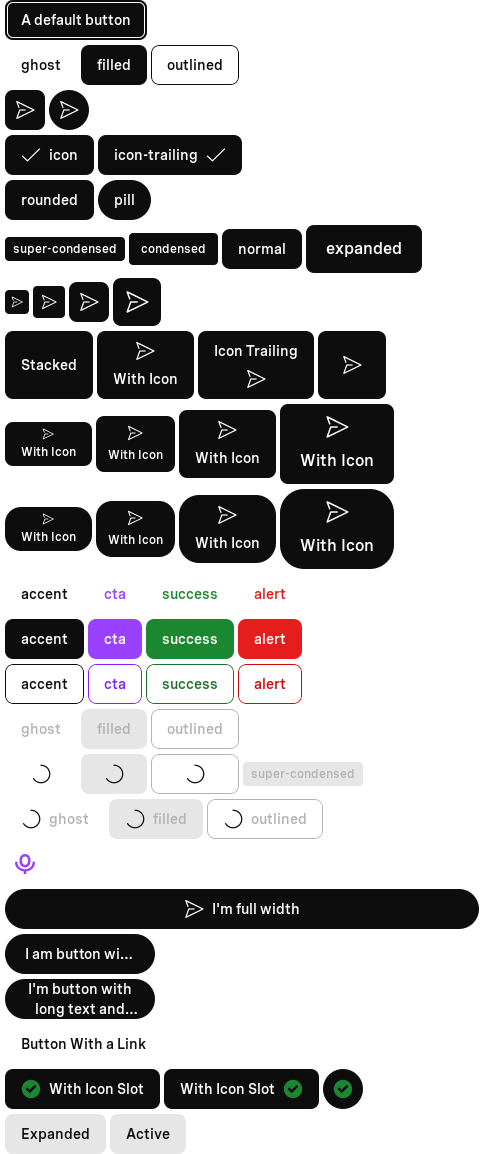 A default button
ghost filled outlined
icon icon-trailing
rounded pill
super-condensed condensed normal expanded
Stacked With Icon Icon Trailing
With Icon With Icon With Icon With Icon
With Icon With Icon With Icon With Icon
accent cta success alert
accent cta success alert
accent cta success alert
ghost filled outlined
super-condensed
ghost filled outlined
I'm full width
I am button wi...
I'm button with
long text and...
Button With a Link
With Icon Slot With Icon Slot
Expanded Active